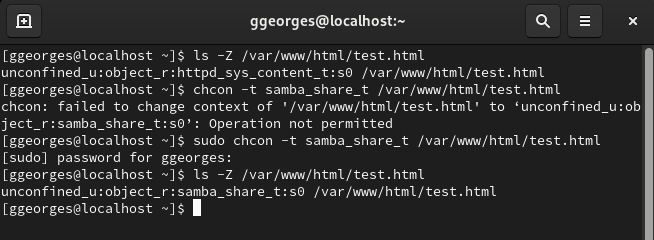 ggeorges@localhost:~
[ggeorges@localhost ~]$ ls -Z /var/www/html/test.html
unconfined_u:object_r:httpd_sys_content_t:s0 /var/www/html/test.html
[ggeorges@localhost ~]$ chcon -t samba_share_t /var/www/html/test.html
chcon: failed to change context of '/var/www/html/test.html' to ‘unconfined_u:ob
ject_r:samba_share_t:s0’: Operation not permitted
[ggeorges@localhost ~]$ sudo chcon -t samba_share_t /var/www/html/test.html
[sudo] password for ggeorges:
[ggeorges@localhost ~]$ ls -Z /var/www/html/test.html
unconfined_u:object_r:samba_share_t:s0 /var/www/html/test.html
[ggeorges@localhost ~]$